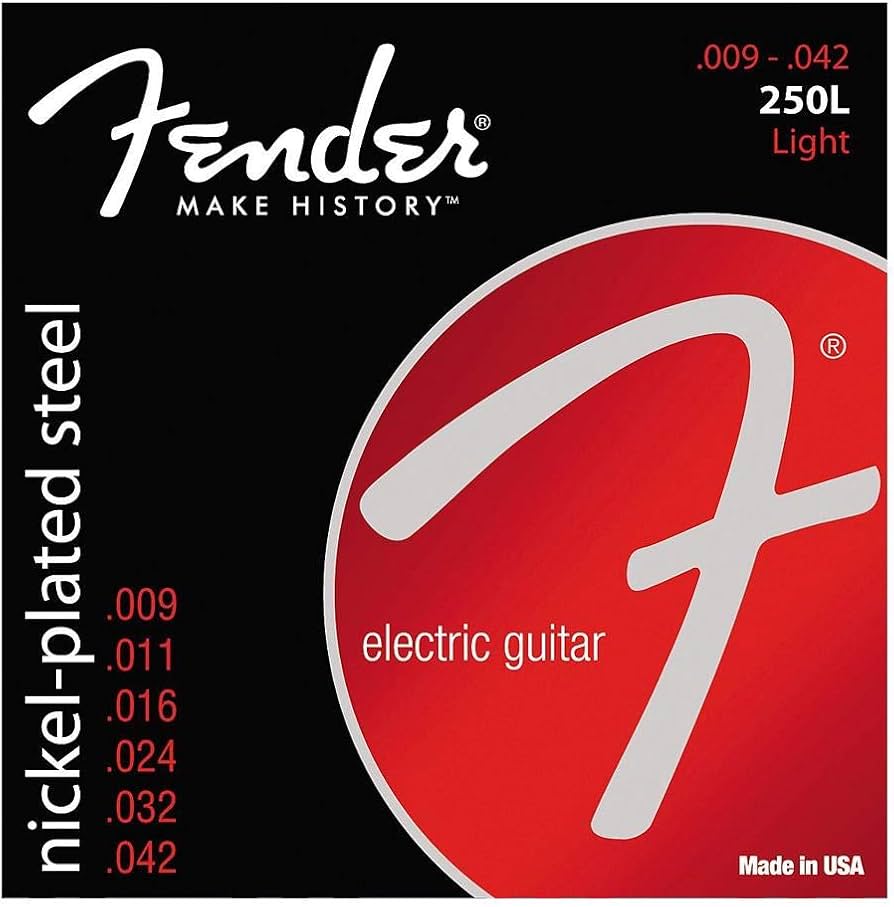 Fender®
MAKE HISTORY™
.009 - .042
250L
Light
nickel-plated steel
.009
.011
.016
.024
.032
.042
electric guitar
F®
Made in USA